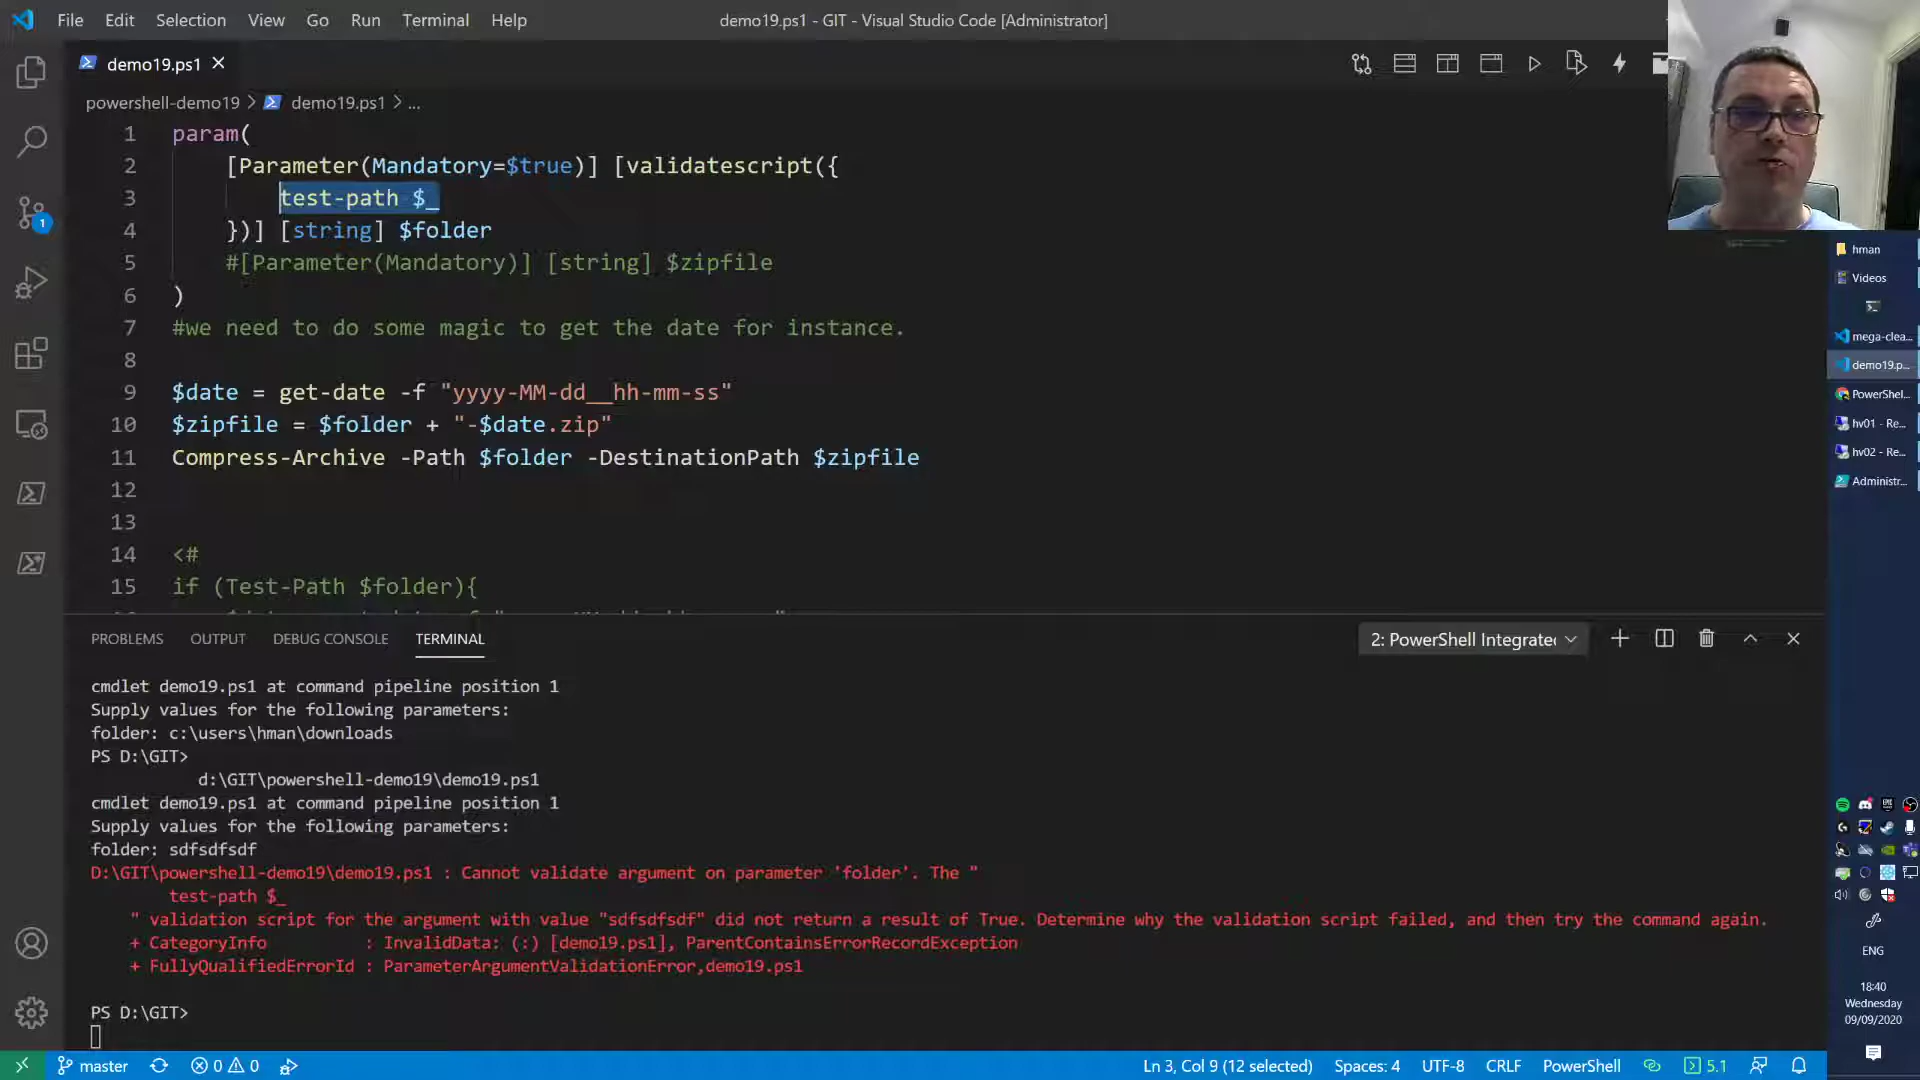 File Edit Selection View Go Run Terminal Help
demo19.ps1 - GIT - Visual Studio Code [Administrator]
demo19.ps1
powershell-demo19 > demo19.ps1 > ...
1 param(
2 [Parameter(Mandatory=$true)] [validatescript({
3 test-path $_
4 })] [string] $folder
5 #[Parameter(Mandatory)] [string] $zipfile
6 )
7 #we need to do some magic to get the date for instance.
8
9 $date = get-date -f "yyyy-MM-dd__hh-mm-ss"
10 $zipfile = $folder + "-$date.zip"
11 Compress-Archive -Path $folder -DestinationPath $zipfile
12
13
14 <#
15 if (Test-Path $folder){
PROBLEMS OUTPUT DEBUG CONSOLE TERMINAL
2: PowerShell Integrate
cmdlet demo19.ps1 at command pipeline position 1
Supply values for the following parameters:
folder: c:\users\hman\downloads
PS D:\GIT>
d:\GIT\powershell-demo19\demo19.ps1
cmdlet demo19.ps1 at command pipeline position 1
Supply values for the following parameters:
folder: sdfsdfsdf
D:\GIT\powershell-demo19\demo19.ps1 : Cannot validate argument on parameter 'folder'. The "
test-path $_
" validation script for the argument with value "sdfsdfsdf" did not return a result of True. Determine why the validation script failed, and then try the command again.
+ CategoryInfo : InvalidData: (:) [demo19.ps1], ParentContainsErrorRecordException
+ FullyQualifiedErrorId : ParameterArgumentValidationError,demo19.ps1
PS D:\GIT>
master
0 0
Ln 3, Col 9 (12 selected) Spaces: 4 UTF-8 CRLF PowerShell 5.1
1
hman
Videos
mega-clea...
demo19.p...
PowerShel...
hv01 - Re...
hv02 - Re...
Administr...
ENG
18:40
Wednesday
09/09/2020